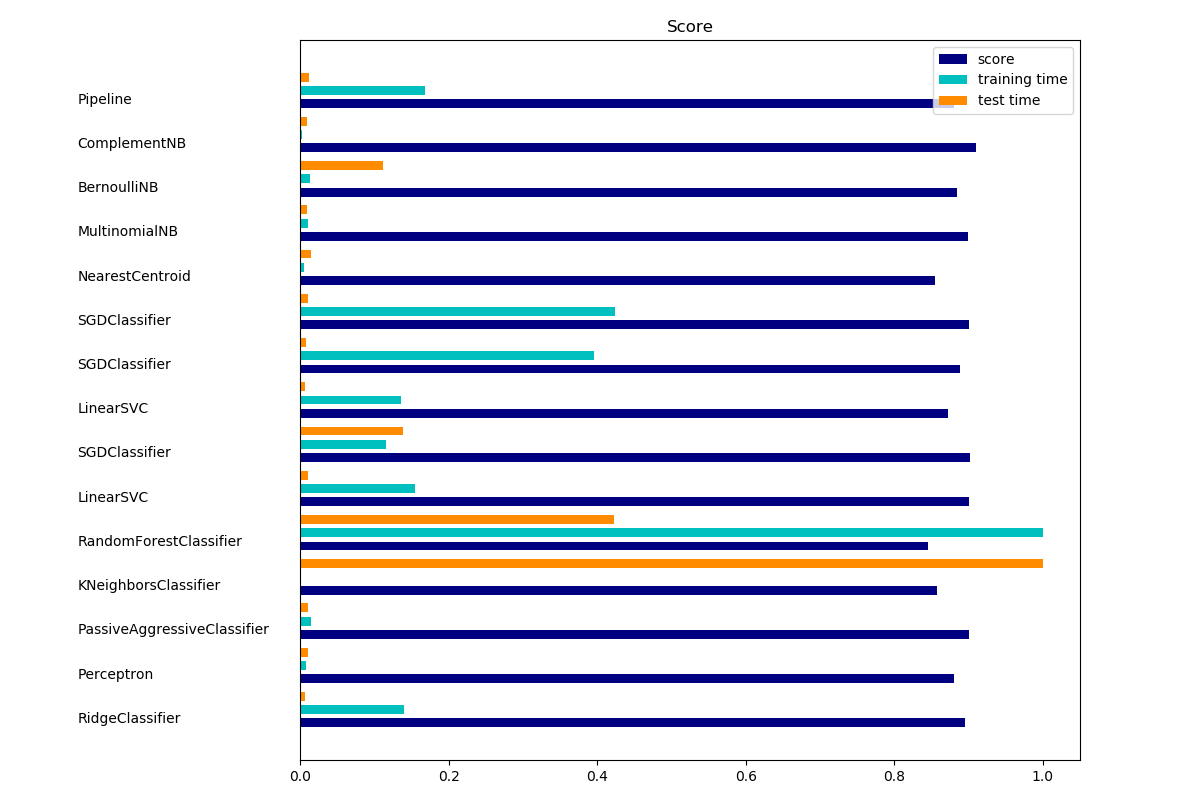 Score
score
training time
test time
Pipeline
ComplementNB
BernoulliNB
MultinomialNB
NearestCentroid
SGDClassifier
SGDClassifier
LinearSVC
SGDClassifier
LinearSVC
RandomForestClassifier
KNeighborsClassifier
PassiveAggressiveClassifier
Perceptron
RidgeClassifier
0.0 0.2 0.4 0.6 0.8 1.0